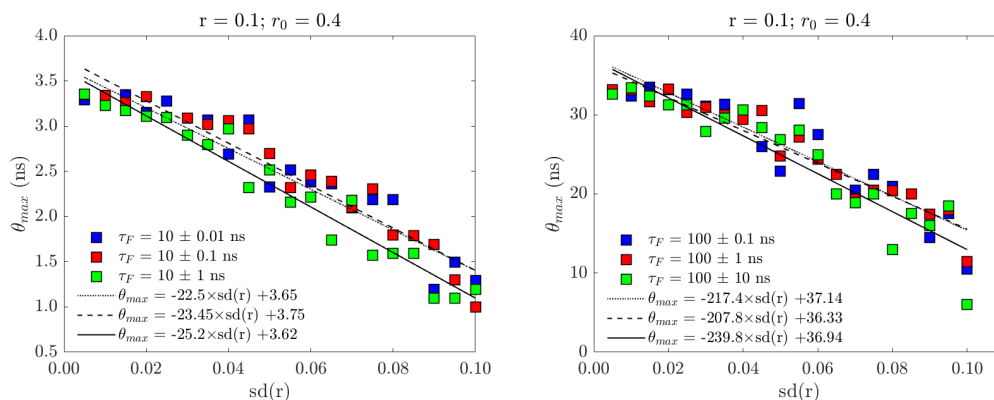 r = 0.1; r₀ = 0.4
4.0
3.5
3.0
2.5
2.0
1.5
1.0
0.5
θmax (ns)
τF = 10 ± 0.01 ns
τF = 10 ± 0.1 ns
τF = 10 ± 1 ns
θmax = -22.5×sd(r) +3.65
θmax = -23.45×sd(r) +3.75
θmax = -25.2×sd(r) +3.62
0.00 0.02 0.04 0.06 0.08 0.10
sd(r)
r = 0.1; r₀ = 0.4
40
30
20
10
0
θmax (ns)
τF = 100 ± 0.1 ns
τF = 100 ± 1 ns
τF = 100 ± 10 ns
θmax = -217.4×sd(r) +37.14
θmax = -207.8×sd(r) +36.33
θmax = -239.8×sd(r) +36.94
0.00 0.02 0.04 0.06 0.08 0.10
sd(r)